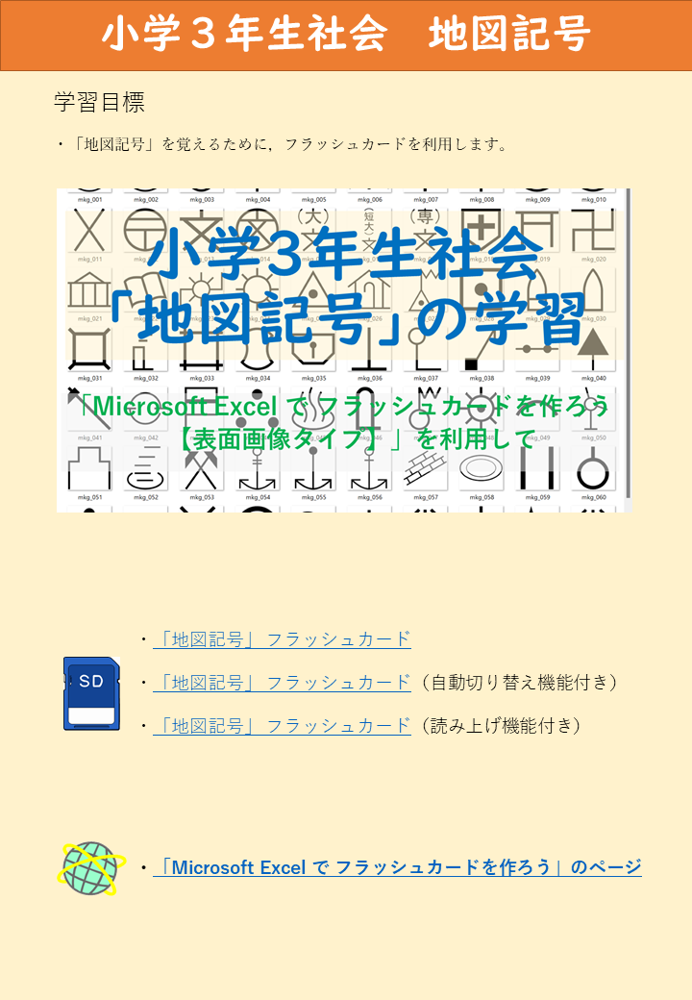 小学３年生社会　地図記号
学習目標
・「地図記号」を覚えるために，フラッシュカードを利用します。
mkg_001 mkg_002 mkg_003 mkg_004 mkg_005 mkg_006 mkg_007 mkg_008 mkg_009 mkg_010
(大) (短大) (専)
文 文 文
mkg_011 mkg_019 mkg_020
小学3年生社会
mkg_021 mkg_030
「地図記号」の学習
mkg_031 mkg_032 mkg_033 mkg_034 mkg_035 mkg_036 mkg_037 mkg_038 mkg_039 mkg_040
「Microsoft Excel で フラッシュカードを作ろう
mkg_041 mkg_042 mkg_050
【表面画像タイプ】」を利用して
mkg_051 mkg_052 mkg_053 mkg_054 mkg_055 mkg_056 mkg_057 mkg_058 mkg_059 mkg_060
・「地図記号」 フラッシュカード
SD
・「地図記号」 フラッシュカード（自動切り替え機能付き）
・「地図記号」 フラッシュカード（読み上げ機能付き）
・「Microsoft Excel で フラッシュカードを作ろう」のページ